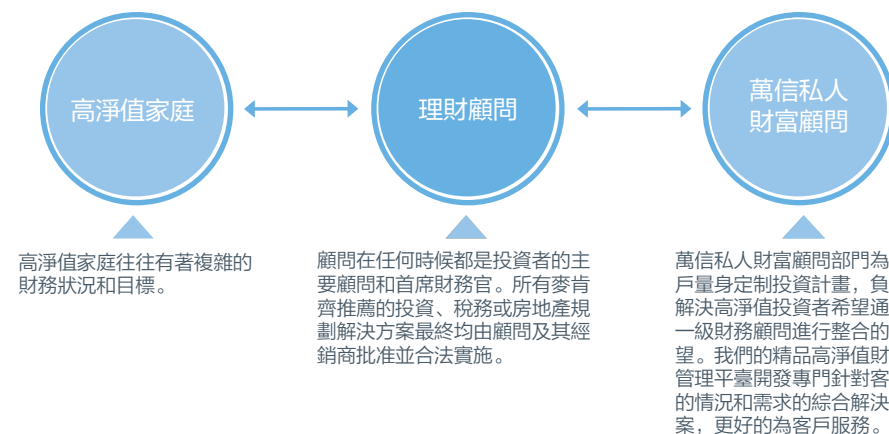 高淨值家庭
理財顧問
萬信私人
財富顧問
高淨值家庭往往有著複雜的
財務狀況和目標。
顧問在任何時候都是投資者的主
要顧問和首席財務官。所有麥肯
齊推薦的投資、稅務或房地產規
劃解決方案最終均由顧問及其經
銷商批准並合法實施。
萬信私人財富顧問部門為
戶量身定制投資計畫，負
解決高淨值投資者希望通
一級財務顧問進行整合的
望。我們的精品高淨值財
管理平臺開發專門針對客
的情況和需求的綜合解決
案，更好的為客戶服務。